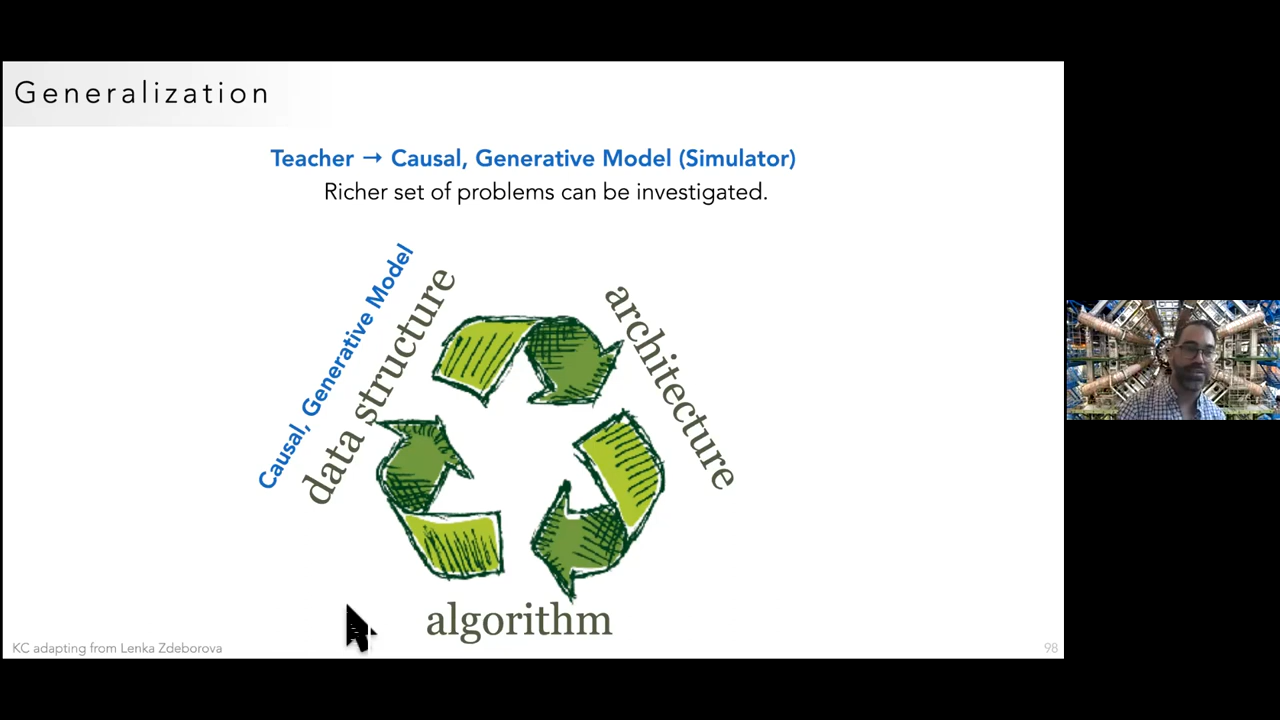 Generalization
Teacher → Causal, Generative Model (Simulator)
Richer set of problems can be investigated.
Causal, Generative Model
data structure
architecture
algorithm
KC adapting from Lenka Zdeborova
98